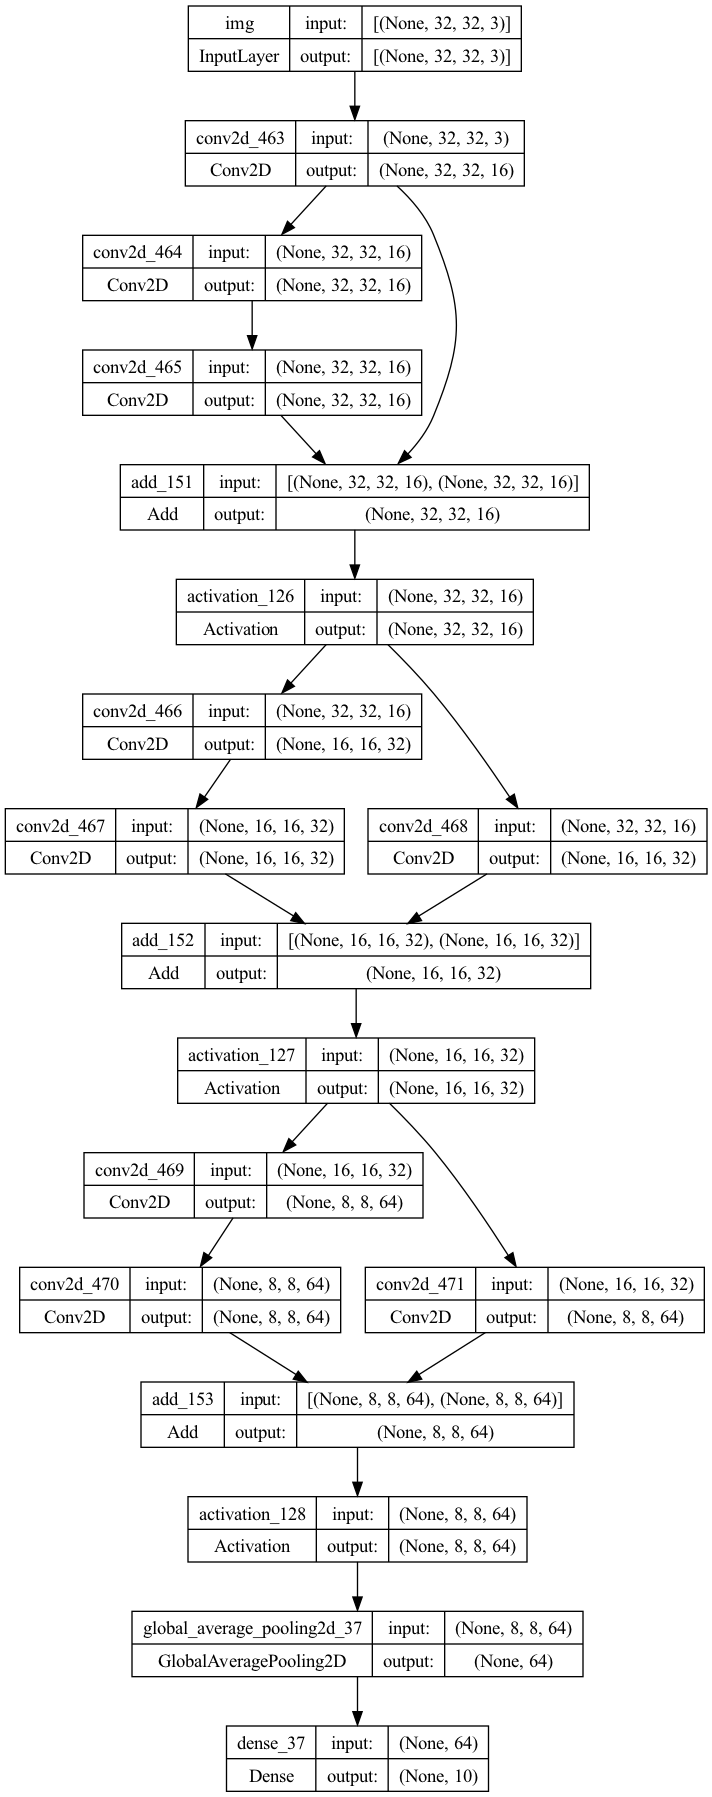 img input: [(None, 32, 32, 3)]
InputLayer output: [(None, 32, 32, 3)]
conv2d_463 input: (None, 32, 32, 3)
Conv2D output: (None, 32, 32, 16)
conv2d_464 input: (None, 32, 32, 16)
Conv2D output: (None, 32, 32, 16)
conv2d_465 input: (None, 32, 32, 16)
Conv2D output: (None, 32, 32, 16)
add_151 input: [(None, 32, 32, 16), (None, 32, 32, 16)]
Add output: (None, 32, 32, 16)
activation_126 input: (None, 32, 32, 16)
Activation output: (None, 32, 32, 16)
conv2d_466 input: (None, 32, 32, 16)
Conv2D output: (None, 16, 16, 32)
conv2d_467 input: (None, 16, 16, 32)
Conv2D output: (None, 16, 16, 32)
conv2d_468 input: (None, 32, 32, 16)
Conv2D output: (None, 16, 16, 32)
add_152 input: [(None, 16, 16, 32), (None, 16, 16, 32)]
Add output: (None, 16, 16, 32)
activation_127 input: (None, 16, 16, 32)
Activation output: (None, 16, 16, 32)
conv2d_469 input: (None, 16, 16, 32)
Conv2D output: (None, 8, 8, 64)
conv2d_470 input: (None, 8, 8, 64)
Conv2D output: (None, 8, 8, 64)
conv2d_471 input: (None, 16, 16, 32)
Conv2D output: (None, 8, 8, 64)
add_153 input: [(None, 8, 8, 64), (None, 8, 8, 64)]
Add output: (None, 8, 8, 64)
activation_128 input: (None, 8, 8, 64)
Activation output: (None, 8, 8, 64)
global_average_pooling2d_37 input: (None, 8, 8, 64)
GlobalAveragePooling2D output: (None, 64)
dense_37 input: (None, 64)
Dense output: (None, 10)